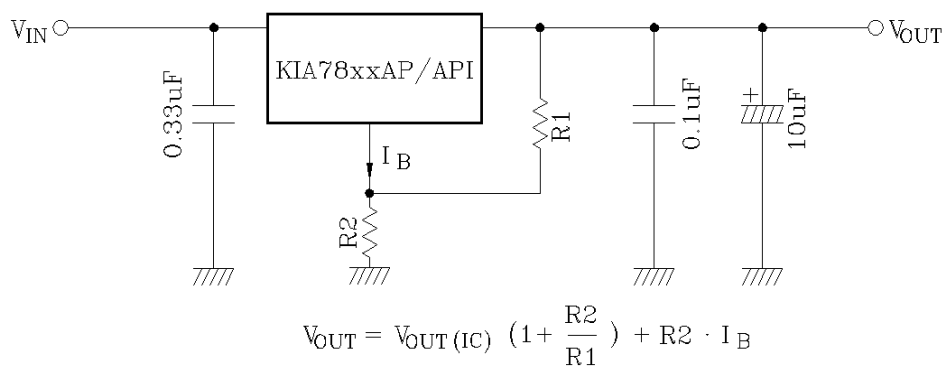 VIN
KIA78xxAP/API
VOUT
0.33uF
IB
R1
R2
0.1uF
+
10uF
VOUT = VOUT(IC) (1+ R2/R1) + R2 · IB